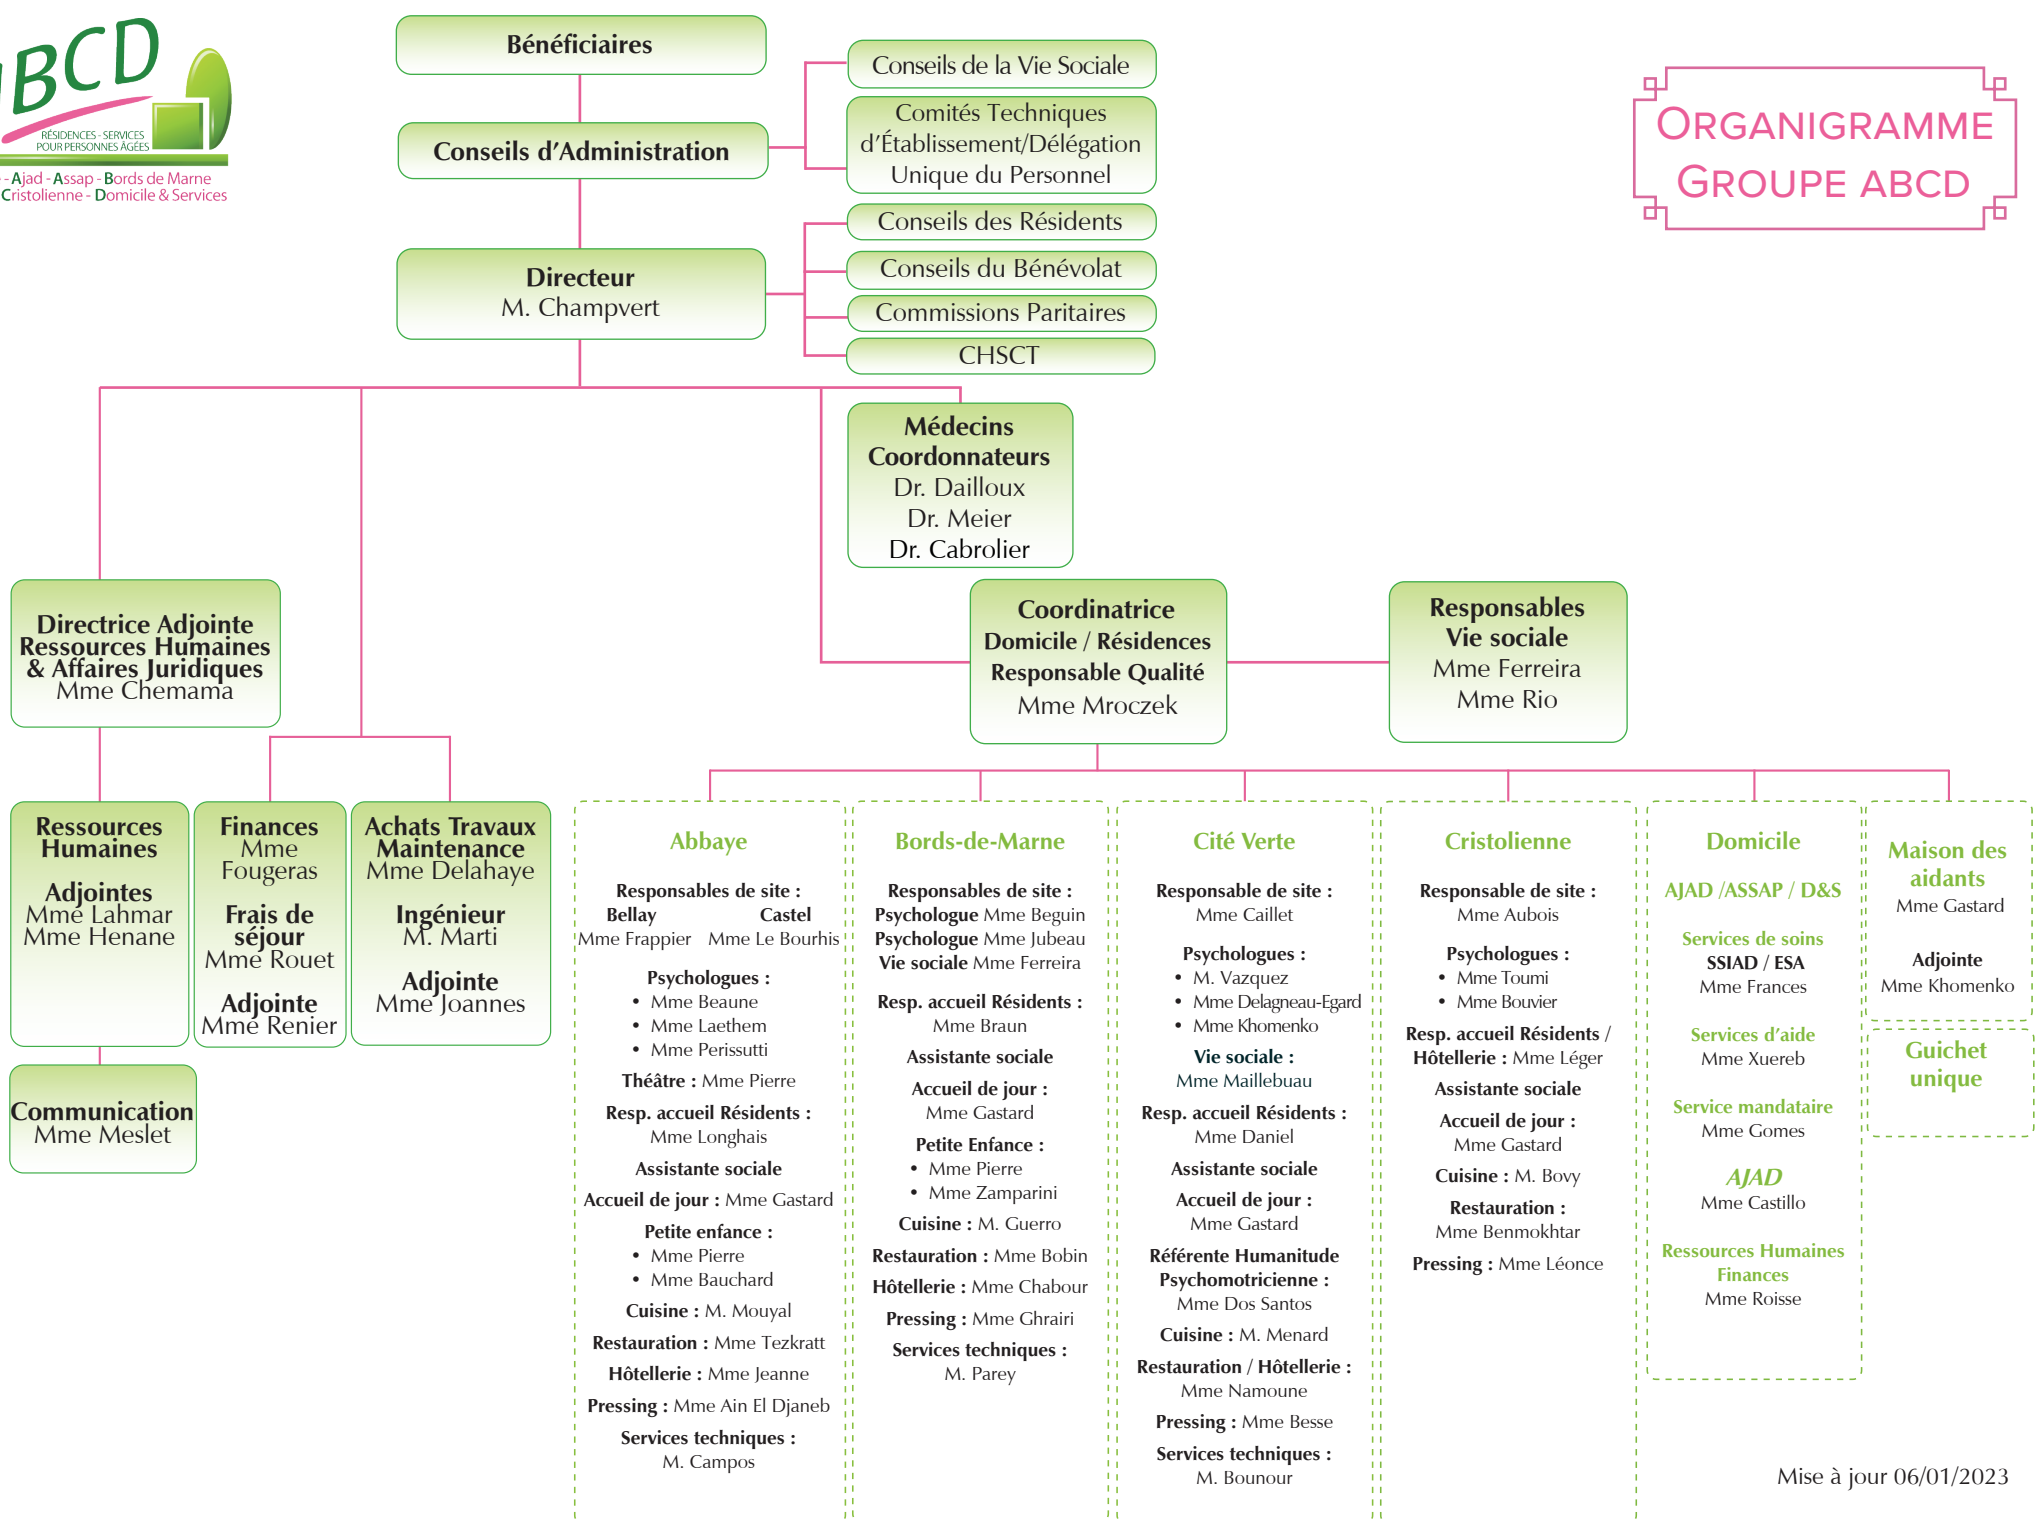 BCD
RÉSIDENCES - SERVICES
POUR PERSONNES ÂGÉES
- Ajad - Assap - Bords de Marne
Cristolienne - Domicile & Services
ORGANIGRAMME
GROUPE ABCD
Bénéficiaires
Conseils d'Administration
Conseils de la Vie Sociale
Comités Techniques
d'Établissement/Délégation
Unique du Personnel
Directeur
M. Champvert
Conseils des Résidents
Conseils du Bénévolat
Commissions Paritaires
CHSCT
Médecins
Coordonnateurs
Dr. Dailloux
Dr. Meier
Dr. Cabrolier
Directrice Adjointe
Ressources Humaines
& Affaires Juridiques
Mme Chemama
Coordinatrice
Domicile / Résidences
Responsable Qualité
Mme Mroczek
Responsables
Vie sociale
Mme Ferreira
Mme Rio
Ressources
Humaines
Adjointes
Mme Lahmar
Mme Henane
Communication
Mme Meslet
Finances
Mme
Fougeras
Frais de
séjour
Mme Rouet
Adjointe
Mme Renier
Achats Travaux
Maintenance
Mme Delahaye
Ingénieur
M. Marti
Adjointe
Mme Joannes
Abbaye
Responsables de site :
Bellay Castel
Mme Frappier Mme Le Bourhis
Psychologues :
• Mme Beaune
• Mme Laethem
• Mme Perissutti
Théâtre : Mme Pierre
Resp. accueil Résidents :
Mme Longhais
Assistante sociale
Accueil de jour : Mme Gastard
Petite enfance :
• Mme Pierre
• Mme Bauchard
Cuisine : M. Mouyal
Restauration : Mme Tezkratt
Hôtellerie : Mme Jeanne
Pressing : Mme Ain El Djaneb
Services techniques :
M. Campos
Bords-de-Marne
Responsables de site :
Psychologue Mme Beguin
Psychologue Mme Jubeau
Vie sociale Mme Ferreira
Resp. accueil Résidents :
Mme Braun
Assistante sociale
Accueil de jour :
Mme Gastard
Petite Enfance :
• Mme Pierre
• Mme Zamparini
Cuisine : M. Guerro
Restauration : Mme Bobin
Hôtellerie : Mme Chabour
Pressing : Mme Ghrairi
Services techniques :
M. Parey
Cité Verte
Responsable de site :
Mme Caillet
Psychologues :
• M. Vazquez
• Mme Delagneau-Egard
• Mme Khomenko
Vie sociale :
Mme Maillebuau
Resp. accueil Résidents :
Mme Daniel
Assistante sociale
Accueil de jour :
Mme Gastard
Référente Humanitude
Psychomotricienne :
Mme Dos Santos
Cuisine : M. Menard
Restauration / Hôtellerie :
Mme Namoune
Pressing : Mme Besse
Services techniques :
M. Bounour
Cristolienne
Responsable de site :
Mme Aubois
Psychologues :
• Mme Toumi
• Mme Bouvier
Resp. accueil Résidents /
Hôtellerie : Mme Léger
Assistante sociale
Accueil de jour :
Mme Gastard
Cuisine : M. Bovy
Restauration :
Mme Benmokhtar
Pressing : Mme Léonce
Domicile
AJAD /ASSAP / D&S
Services de soins
SSIAD / ESA
Mme Frances
Services d'aide
Mme Xuereb
Service mandataire
Mme Gomes
AJAD
Mme Castillo
Ressources Humaines
Finances
Mme Roisse
Maison des
aidants
Mme Gastard
Adjointe
Mme Khomenko
Guichet
unique
Mise à jour 06/01/2023